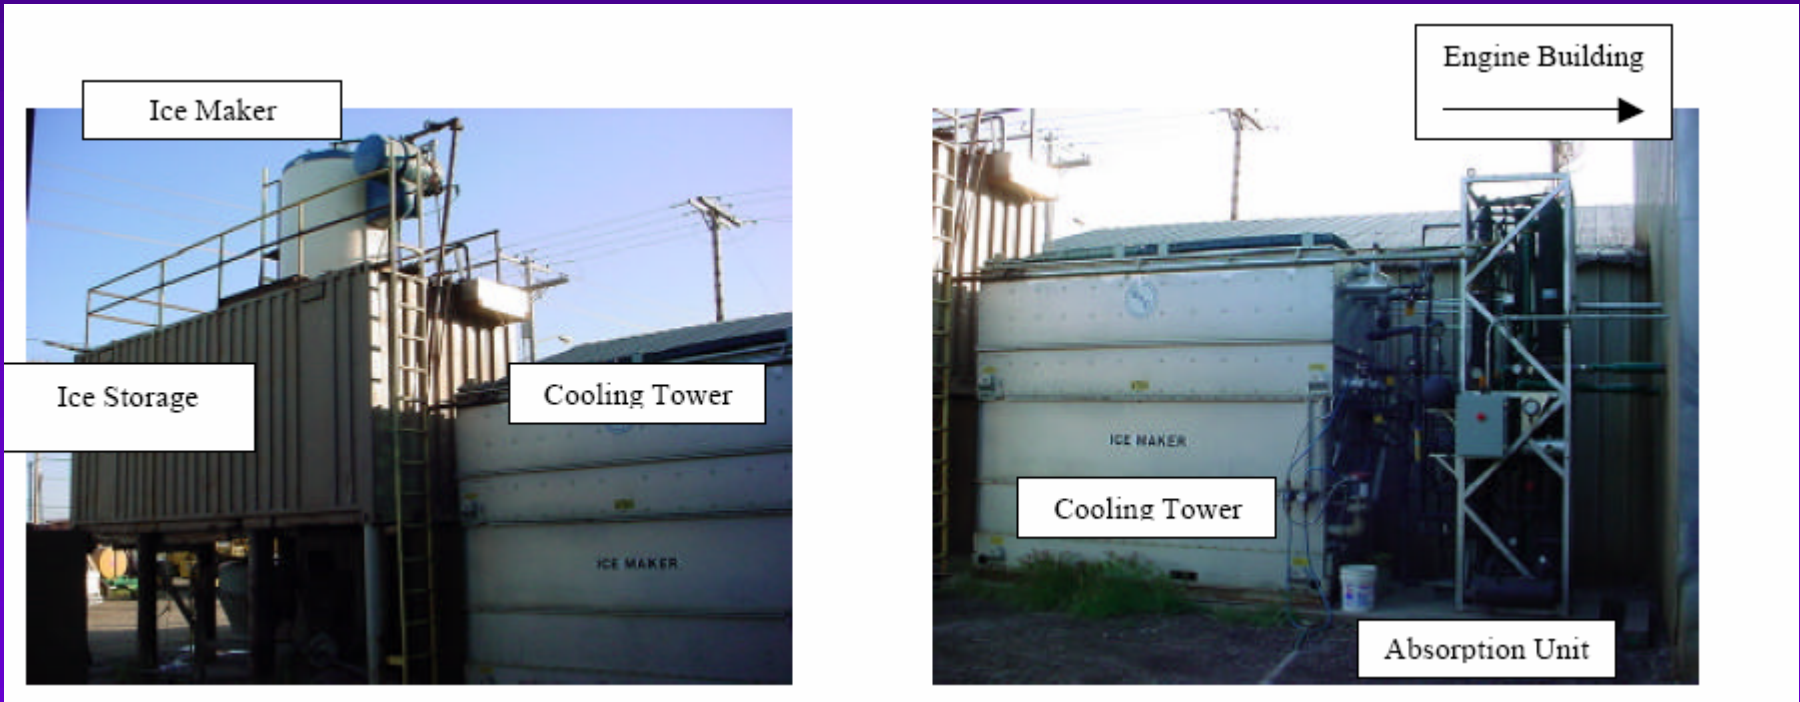 Ice Maker
Ice Storage
Cooling Tower
ICE MAKER
Engine Building
ICE MAKER
Cooling Tower
Absorption Unit